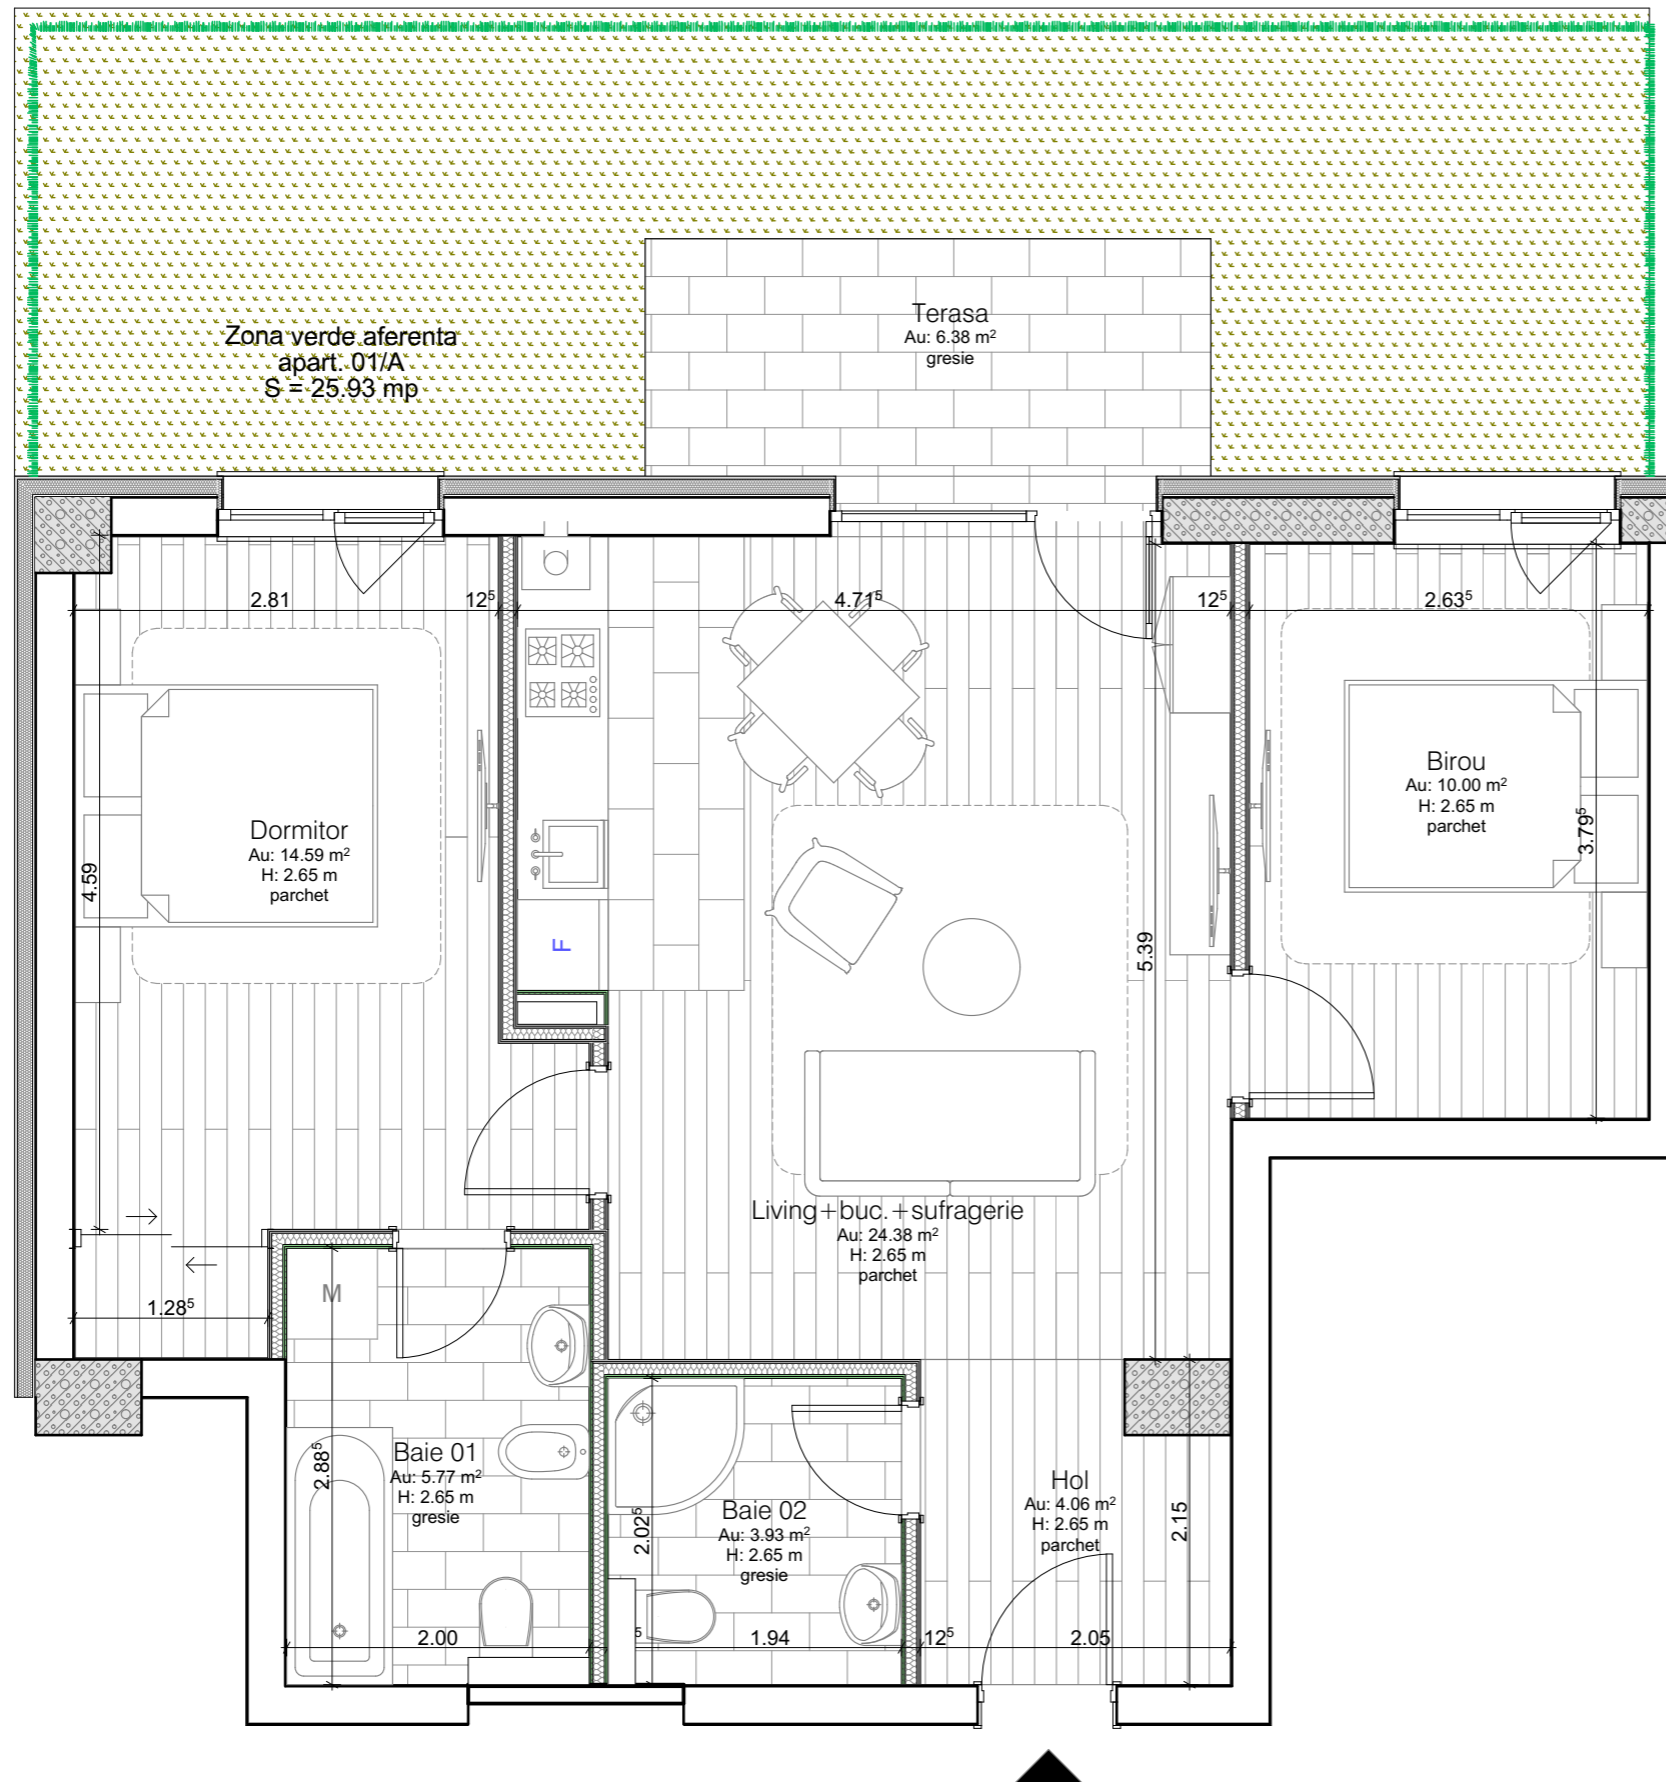 Zona verde aferenta
apart. 01/A
S = 25.93 mp
Terasa
Au: 6.38 m²
gresie
2.81
12⁵
4.71⁵
12⁵
2.63⁵
Dormitor
Au: 14.59 m²
H: 2.65 m
parchet
4.59
F
5.39
Birou
Au: 10.00 m²
H: 2.65 m
parchet
3.79⁵
Living+buc.+sufragerie
Au: 24.38 m²
H: 2.65 m
parchet
M
1.28⁵
Baie 01
Au: 5.77 m²
H: 2.65 m
gresie
2.88⁵
Baie 02
Au: 3.93 m²
H: 2.65 m
gresie
2.02⁵
Hol
Au: 4.06 m²
H: 2.65 m
parchet
2.15
2.00
5
1.94
12⁵
2.05